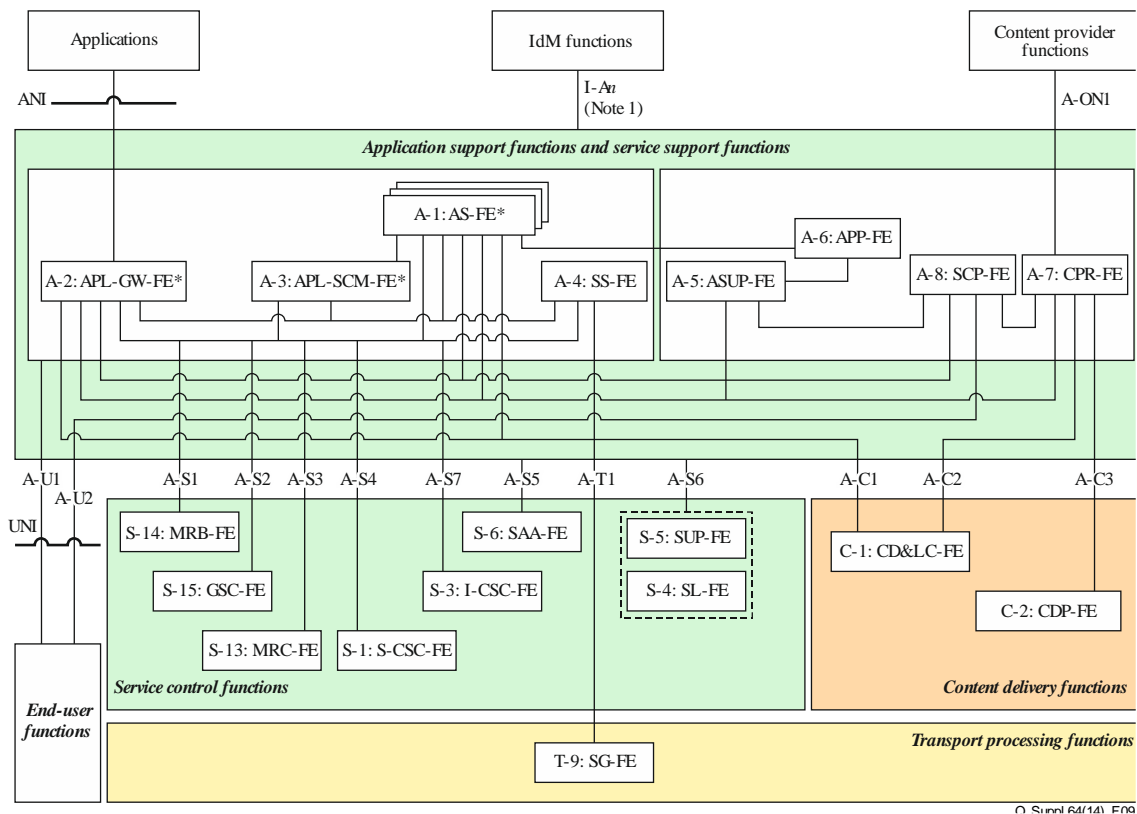 Applications
IdM functions
Content provider
functions
ANI
I-An
(Note 1)
A-ON1
Application support functions and service support functions
A-1: AS-FE*
A-6: APP-FE
A-2: APL-GW-FE*
A-3: APL-SCM-FE*
A-4: SS-FE
A-5: ASUP-FE
A-8: SCP-FE
A-7: CPR-FE
A-U1
A-U2
A-S1
A-S2
A-S3
A-S4
A-S7
A-S5
A-T1
A-S6
A-C1
A-C2
A-C3
UNI
S-14: MRB-FE
S-6: SAA-FE
S-5: SUP-FE
C-1: CD&LC-FE
S-15: GSC-FE
S-3: I-CSC-FE
S-4: SL-FE
C-2: CDP-FE
S-13: MRC-FE
S-1: S-CSC-FE
Service control functions
Content delivery functions
End-user
functions
Transport processing functions
T-9: SG-FE
Q.Suppl.64(14)_F09